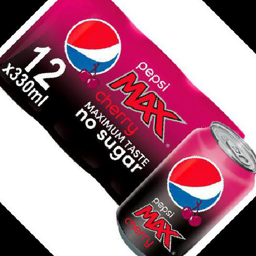 12
x330ml
pepsi
MAX
cherry
MAXIMUM TASTE
no sugar
pepsi
MAX
cherry